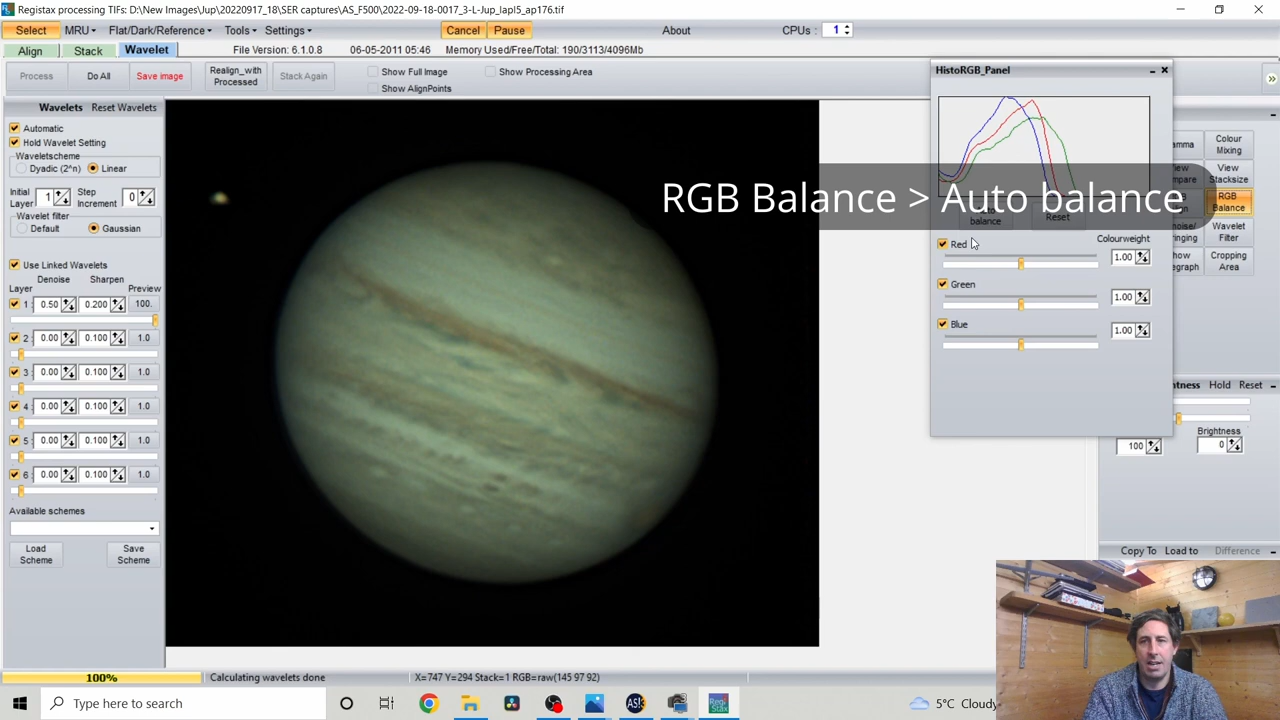 Registax processing TIFs: D:\New Images\Jup\20220917_18\SER captures\AS_F500\2022-09-18-0017_3-L-Jup_lapl5_ap176.tif
Select MRU Flat/Dark/Reference Tools Settings Cancel Pause About CPUs: 1
Align Stack Wavelet File Version: 6.1.0.8 06-05-2011 05:46 Memory Used/Free/Total: 190/3113/4096Mb
Process Do All Save image Realign_with Processed Stack Again Show Full Image Show Processing Area
Show AlignPoints
HistoRGB_Panel
Wavelets Reset Wavelets
Automatic
Hold Wavelet Setting
Waveletscheme
Dyadic (2^n) Linear
Initial Layer 1 Step Increment 0
Wavelet filter
Default Gaussian
Use Linked Wavelets
Denoise Sharpen
Layer Preview
1 0.50 0.200 100.
2 0.00 0.100 1.0
3 0.00 0.100 1.0
4 0.00 0.100 1.0
5 0.00 0.100 1.0
6 0.00 0.100 1.0
Available schemes
Load Scheme Save Scheme
RGB Balance > Auto balance
balance Reset
Colourweight
Red 1.00
Green 1.00
Blue 1.00
Colour Mixing
View Stacksize
RGB Balance
Wavelet Filter
Cropping Area
Hold Reset
Brightness
100 0
Copy To Load to Difference
100% Calculating wavelets done X=747 Y=294 Stack=1 RGB=raw(145 97 92)
Type here to search
5°C Cloudy